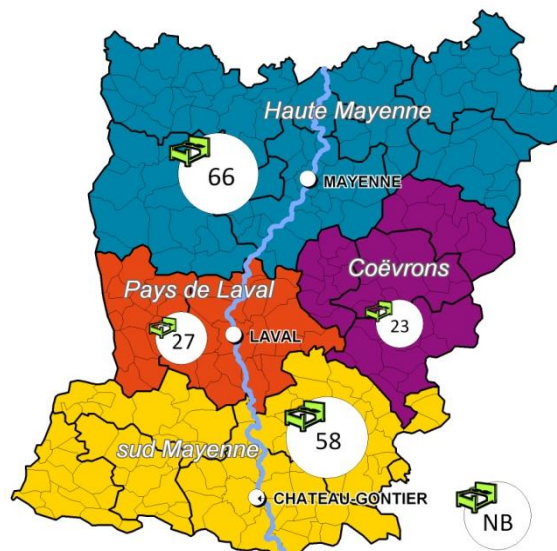 Haute Mayenne
66
MAYENNE
Coëvrons
Pays de Laval
23
27
LAVAL
58
sud Mayenne
CHATEAU-GONTIER
NB